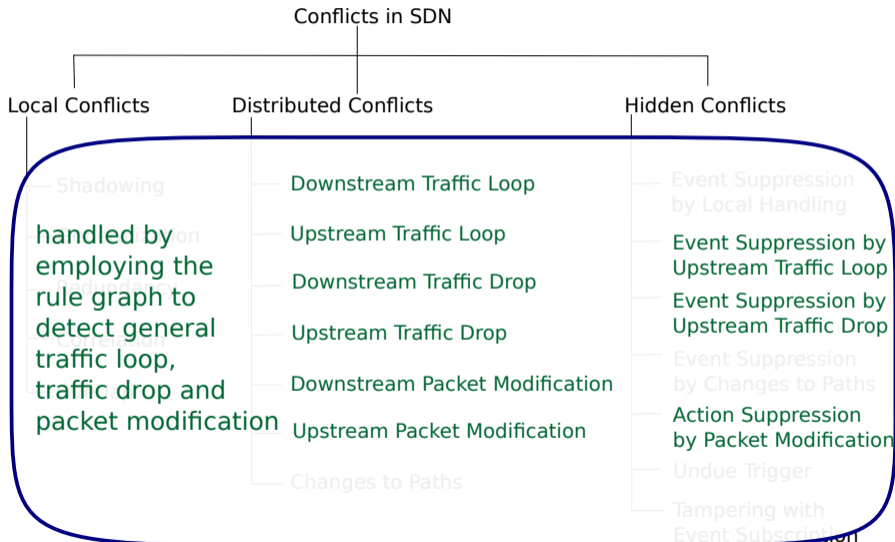 Conflicts in SDN
Local Conflicts
Distributed Conflicts
Hidden Conflicts
Shadowing
handled by
employing the
rule graph to
detect general
traffic loop,
traffic drop and
packet modification
Redundancy
Correlation
Downstream Traffic Loop
Upstream Traffic Loop
Downstream Traffic Drop
Upstream Traffic Drop
Downstream Packet Modification
Upstream Packet Modification
Changes to Paths
Event Suppression
by Local Handling
Event Suppression by
Upstream Traffic Loop
Event Suppression by
Upstream Traffic Drop
Event Suppression
by Changes to Paths
Action Suppression
by Packet Modification
Undue Trigger
Tampering with
Event Subscription